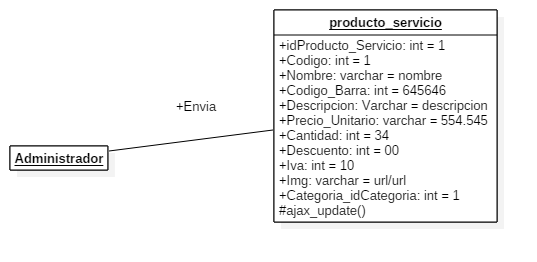 producto_servicio
+idProducto_Servicio: int = 1
+Codigo: int = 1
+Nombre: varchar = nombre
+Codigo_Barra: int = 645646
+Descripcion: Varchar = descripcion
+Precio_Unitario: varchar = 554.545
+Cantidad: int = 34
+Descuento: int = 00
+Iva: int = 10
+Img: varchar = url/url
+Categoria_idCategoria: int = 1
#ajax_update()
+Envia
Administrador